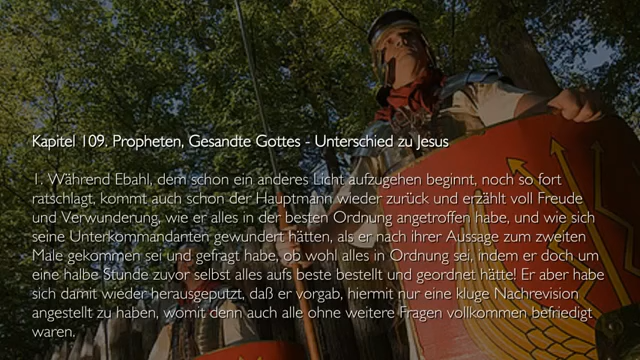 Kapitel 109. Propheten, Gesandte Gottes - Unterschied zu Jesus
1. Während Ebahl, dem schon ein anderes Licht aufzugehen beginnt, noch so fort
ratschlagt, kommt auch schon der Hauptmann wieder zurück und erzählt voll Freude
und Verwunderung, wie er alles in der besten Ordnung angetroffen habe, und wie sich
seine Unterkommandanten gewundert hätten, als er nach ihrer Aussage zum zweiten
Male gekommen sei und gefragt habe, ob wohl alles in Ordnung sei, indem er doch um
eine halbe Stunde zuvor selbst alles aufs beste bestellt und geordnet hätte! Er aber habe
sich damit wieder herausgeputzt, daß er vorgab, hiermit nur eine kluge Nachrevision
angestellt zu haben, womit denn auch alle ohne weitere Fragen vollkommen befriedigt
waren.